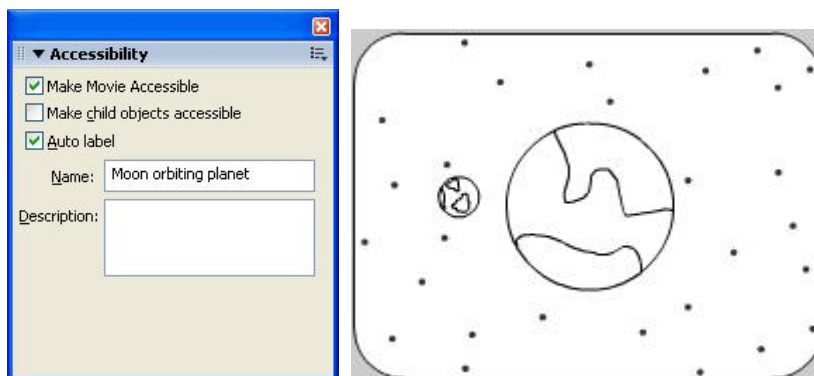 Accessibility
Make Movie Accessible
Make child objects accessible
Auto label
Name: Moon orbiting planet
Description: